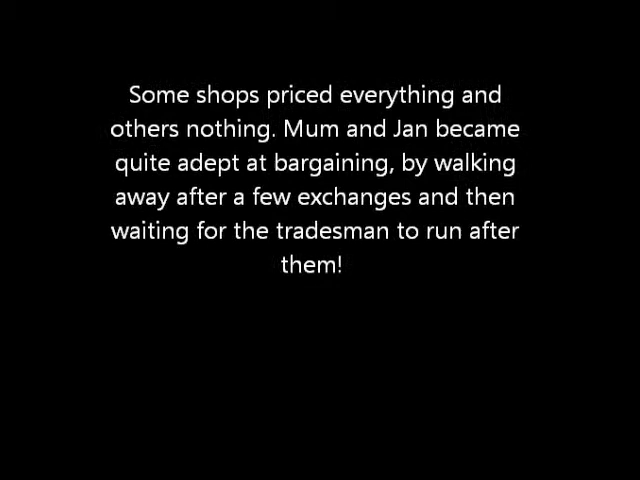 Some shops priced everything and
others nothing. Mum and Jan became
quite adept at bargaining, by walking
away after a few exchanges and then
waiting for the tradesman to run after
them!